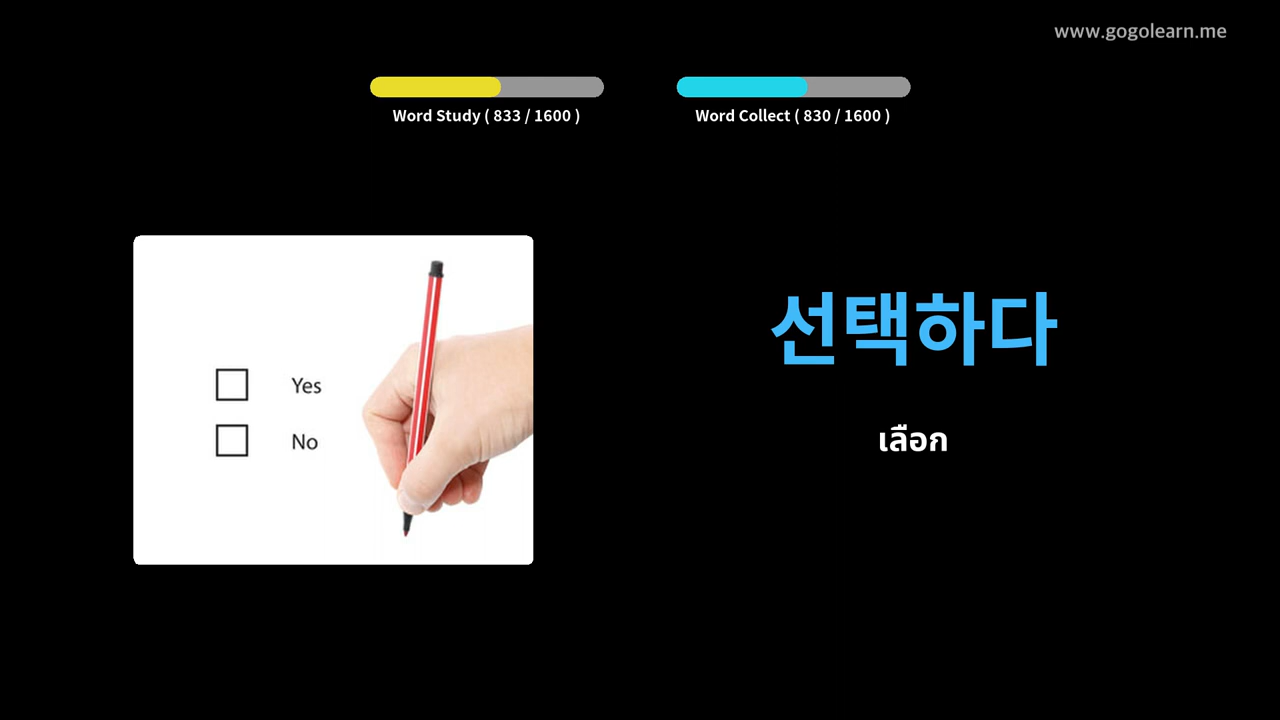 www.gogolearn.me
Word Study ( 833 / 1600 )
Word Collect ( 830 / 1600 )
Yes
No
선택하다
เลือก